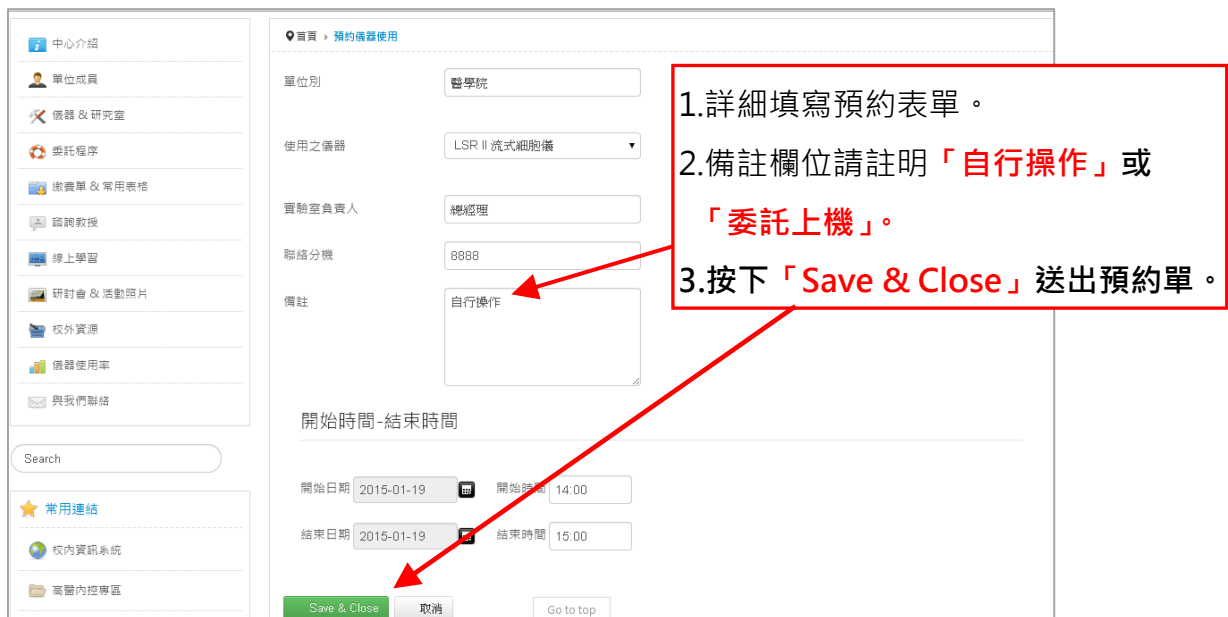 中心介紹
單位成員
儀器 & 研究室
委託程序
繳費單 & 常用表格
諮詢教授
線上學習
研討會 & 活動照片
校外資源
儀器使用率
與我們聯絡
Search
常用連結
校內資訊系統
高醫內控專區
首頁 › 預約儀器使用
單位別 醫學院
使用之儀器 LSR II 流式細胞儀
實驗室負責人 總經理
聯絡分機 8888
備註 自行操作
開始時間-結束時間
開始日期 2015-01-19 開始時間 14:00
結束日期 2015-01-19 結束時間 15:00
Save & Close 取消 Go to top
1.詳細填寫預約表單。
2.備註欄位請註明「自行操作」或
「委託上機」。
3.按下「Save & Close」送出預約單。